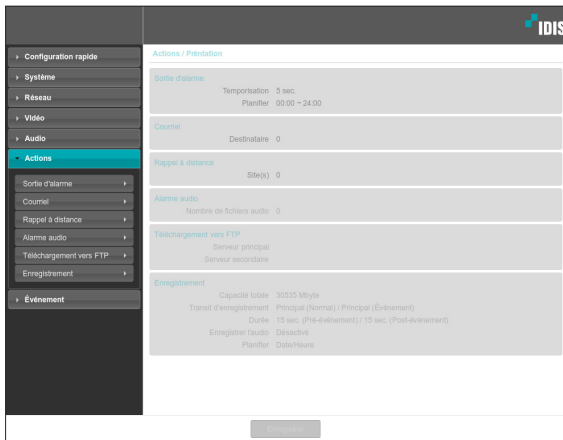 IDIS
Configuration rapide
Système
Réseau
Vidéo
Audio
Actions
Sortie d'alarme
Courriel
Rappel à distance
Alarme audio
Téléchargement vers FTP
Enregistrement
Événement
Actions / Préntation
Sortie d'alarme
Temporisation 5 sec.
Planifier 00:00 ~ 24:00
Courriel
Destinataire 0
Rappel à distance
Site(s) 0
Alarme audio
Nombre de fichiers audio 0
Téléchargement vers FTP
Serveur principal
Serveur secondaire
Enregistrement
Capacité totale 30535 Mbyte
Transit d'enregistrement Principal (Normal) / Principal (Événement)
Durée 15 sec. (Pré-événement) / 15 sec. (Post-événement)
Enregistrer l'audio Désactivé
Planifier Date/Heure
Enregistrer